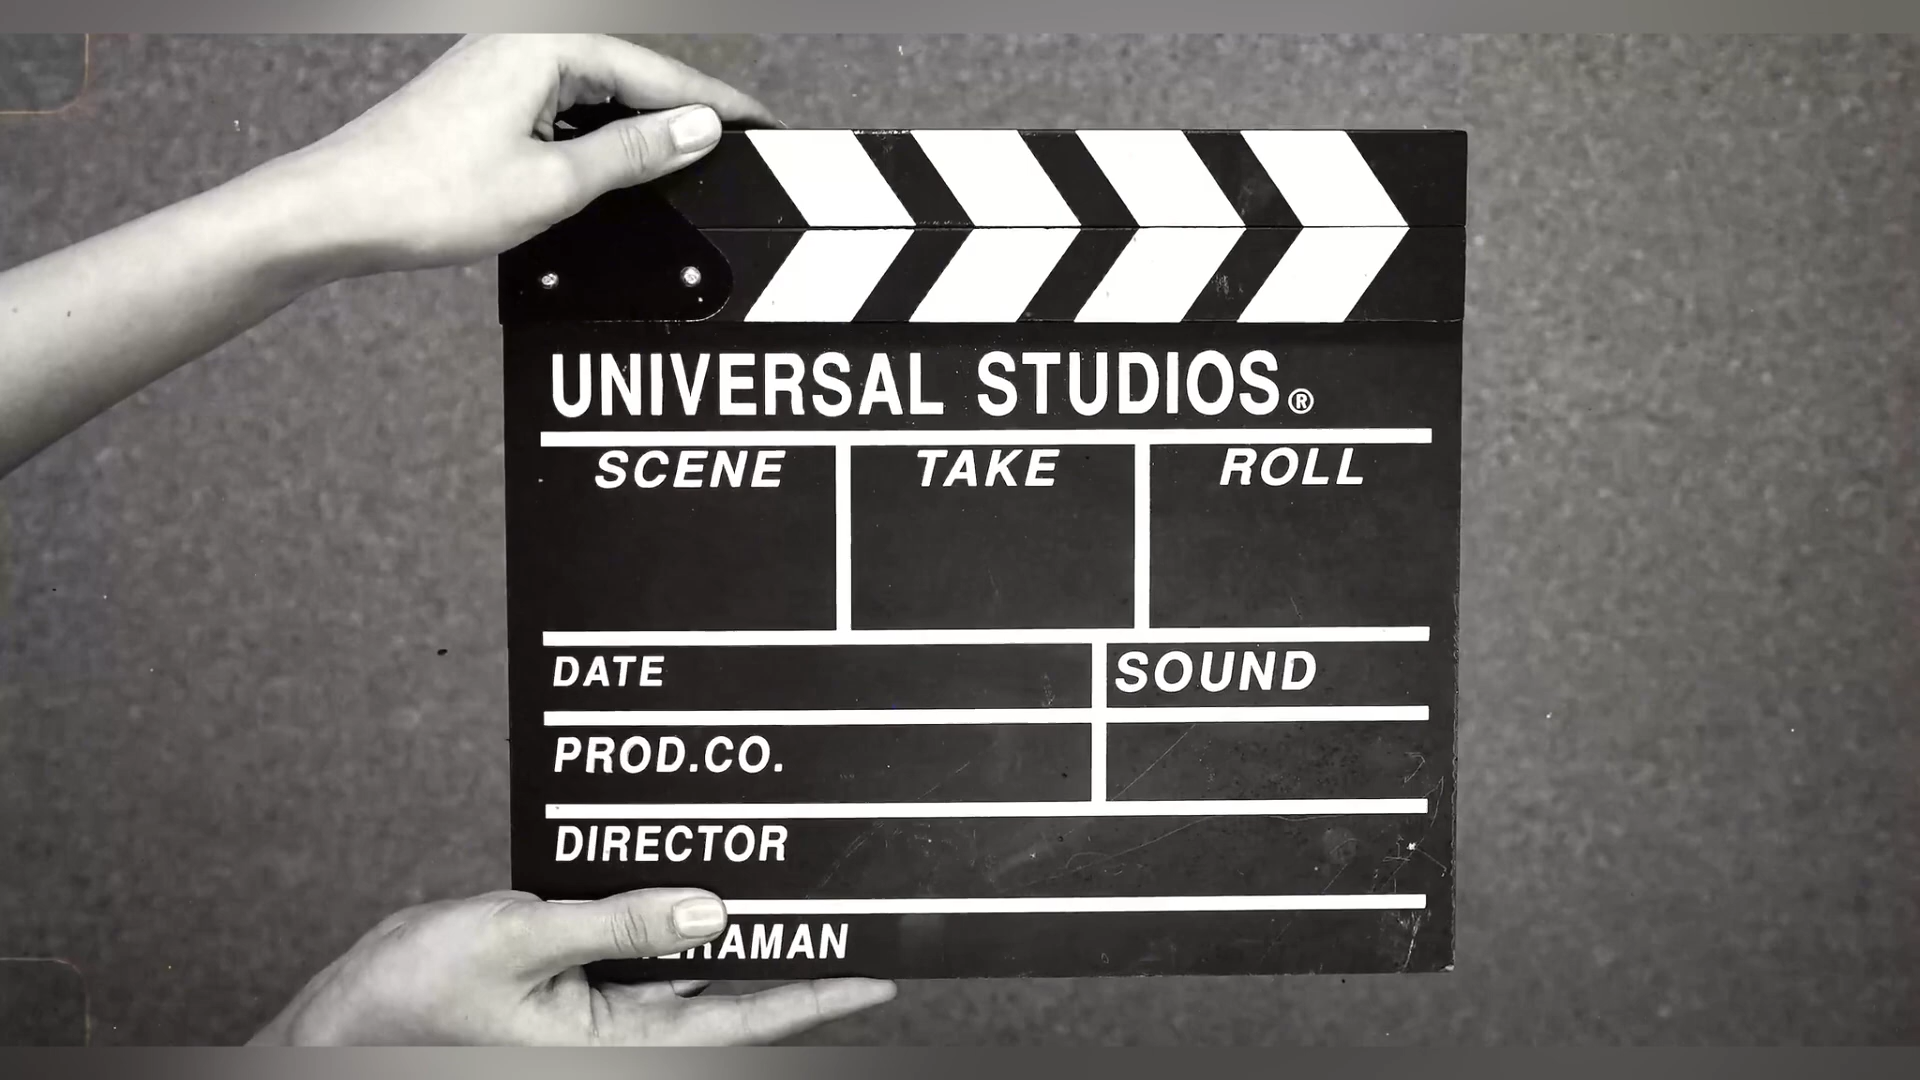 UNIVERSAL STUDIOS®
SCENE TAKE ROLL
DATE SOUND
PROD.CO.
DIRECTOR